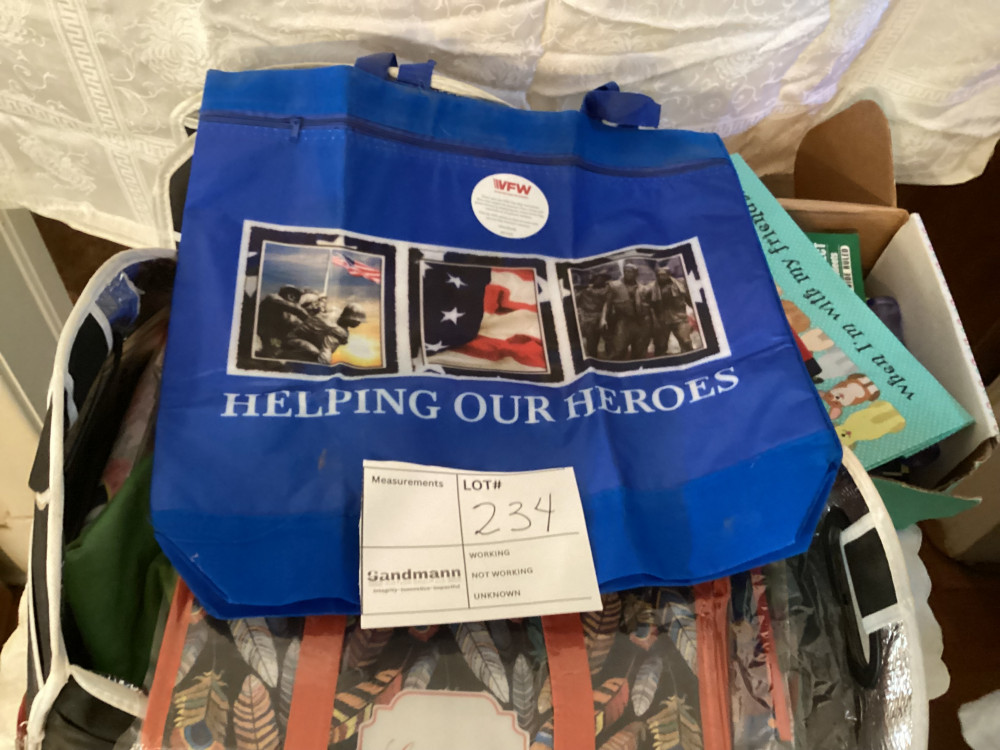 VFW
HELPING OUR HEROES
when I'm with my friends
Measurements
LOT#
234
WORKING
NOT WORKING
UNKNOWN
Sandmann